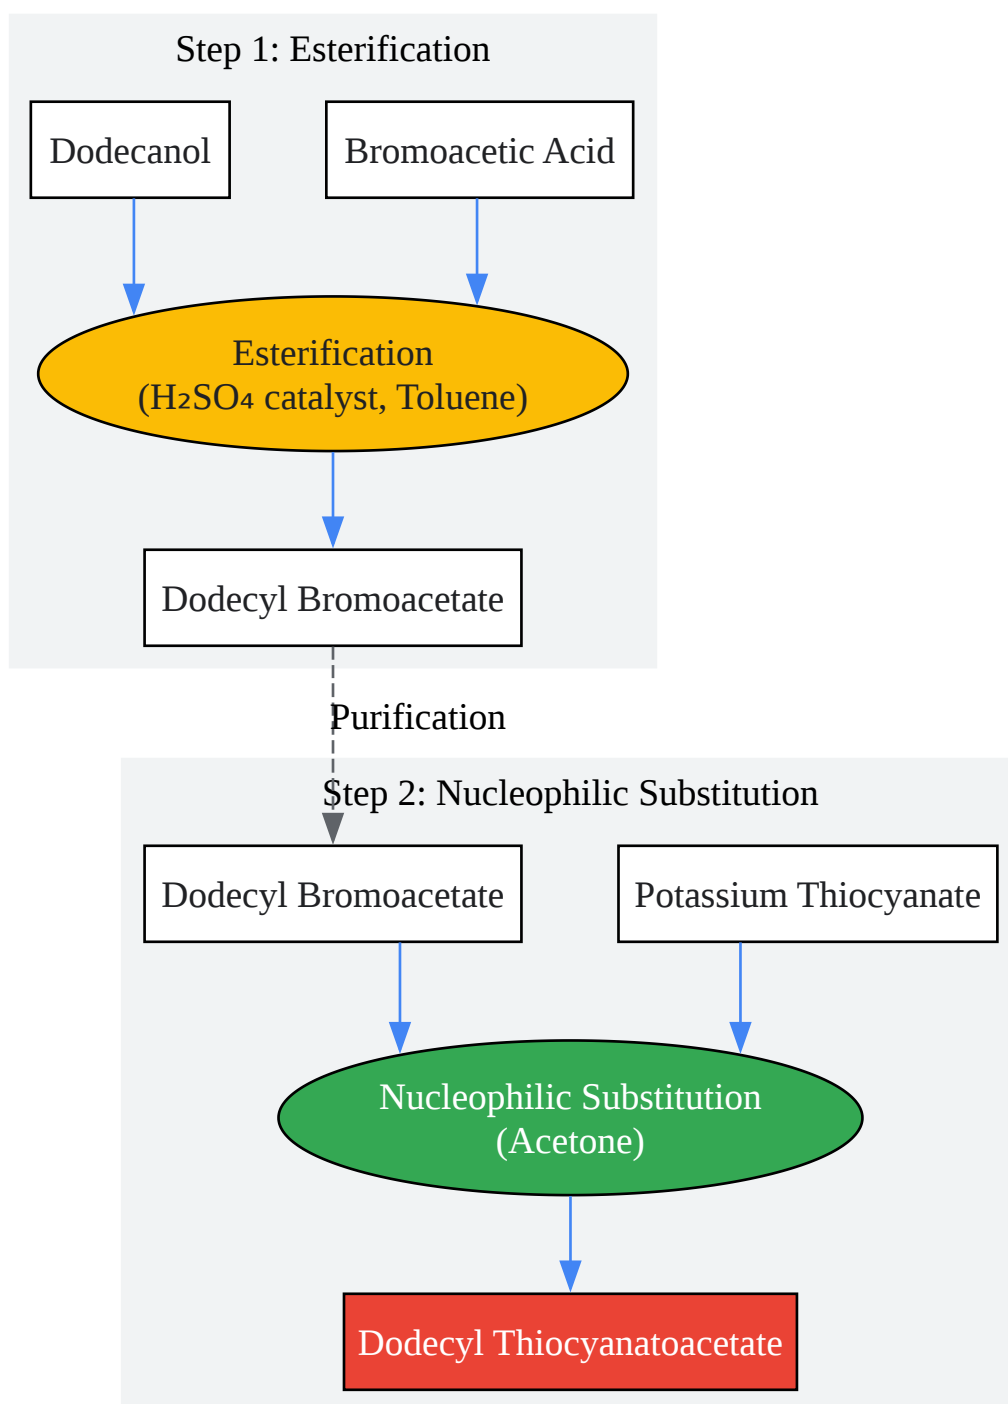 Step 1: Esterification
Dodecanol
Bromoacetic Acid
Esterification
(H₂SO₄ catalyst, Toluene)
Dodecyl Bromoacetate
Purification
Step 2: Nucleophilic Substitution
Dodecyl Bromoacetate
Potassium Thiocyanate
Nucleophilic Substitution
(Acetone)
Dodecyl Thiocyanatoacetate